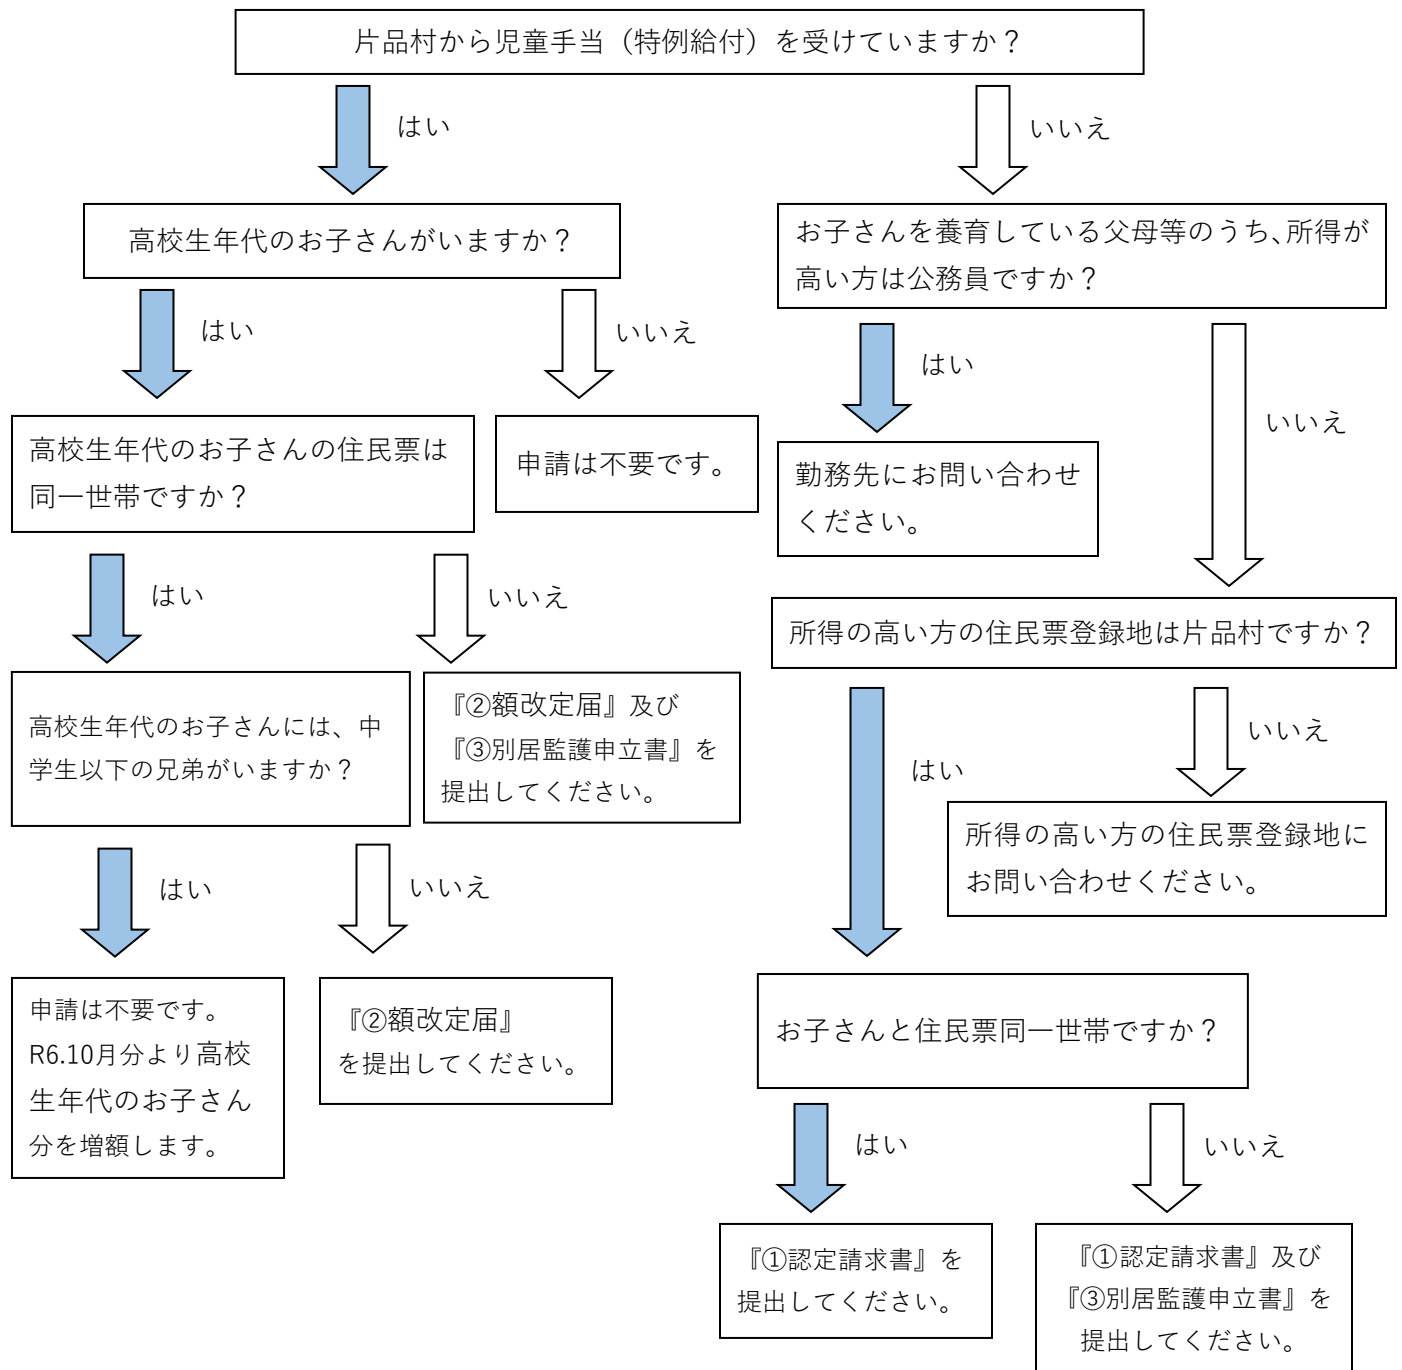 片品村から児童手当（特例給付）を受けていますか？
はい
いいえ
高校生年代のお子さんがいますか？
お子さんを養育している父母等のうち、所得が
高い方は公務員ですか？
はい
いいえ
はい
いいえ
高校生年代のお子さんの住民票は
同一世帯ですか？
申請は不要です。
勤務先にお問い合わせ
ください。
はい
いいえ
所得の高い方の住民票登録地は片品村ですか？
高校生年代のお子さんには、中
学生以下の兄弟がいますか？
『②額改定届』及び
『③別居監護申立書』を
提出してください。
はい
いいえ
所得の高い方の住民票登録地に
お問い合わせください。
はい
いいえ
申請は不要です。
R6.10月分より高校
生年代のお子さん
分を増額します。
『②額改定届』
を提出してください。
お子さんと住民票同一世帯ですか？
はい
いいえ
『①認定請求書』を
提出してください。
『①認定請求書』及び
『③別居監護申立書』を
提出してください。